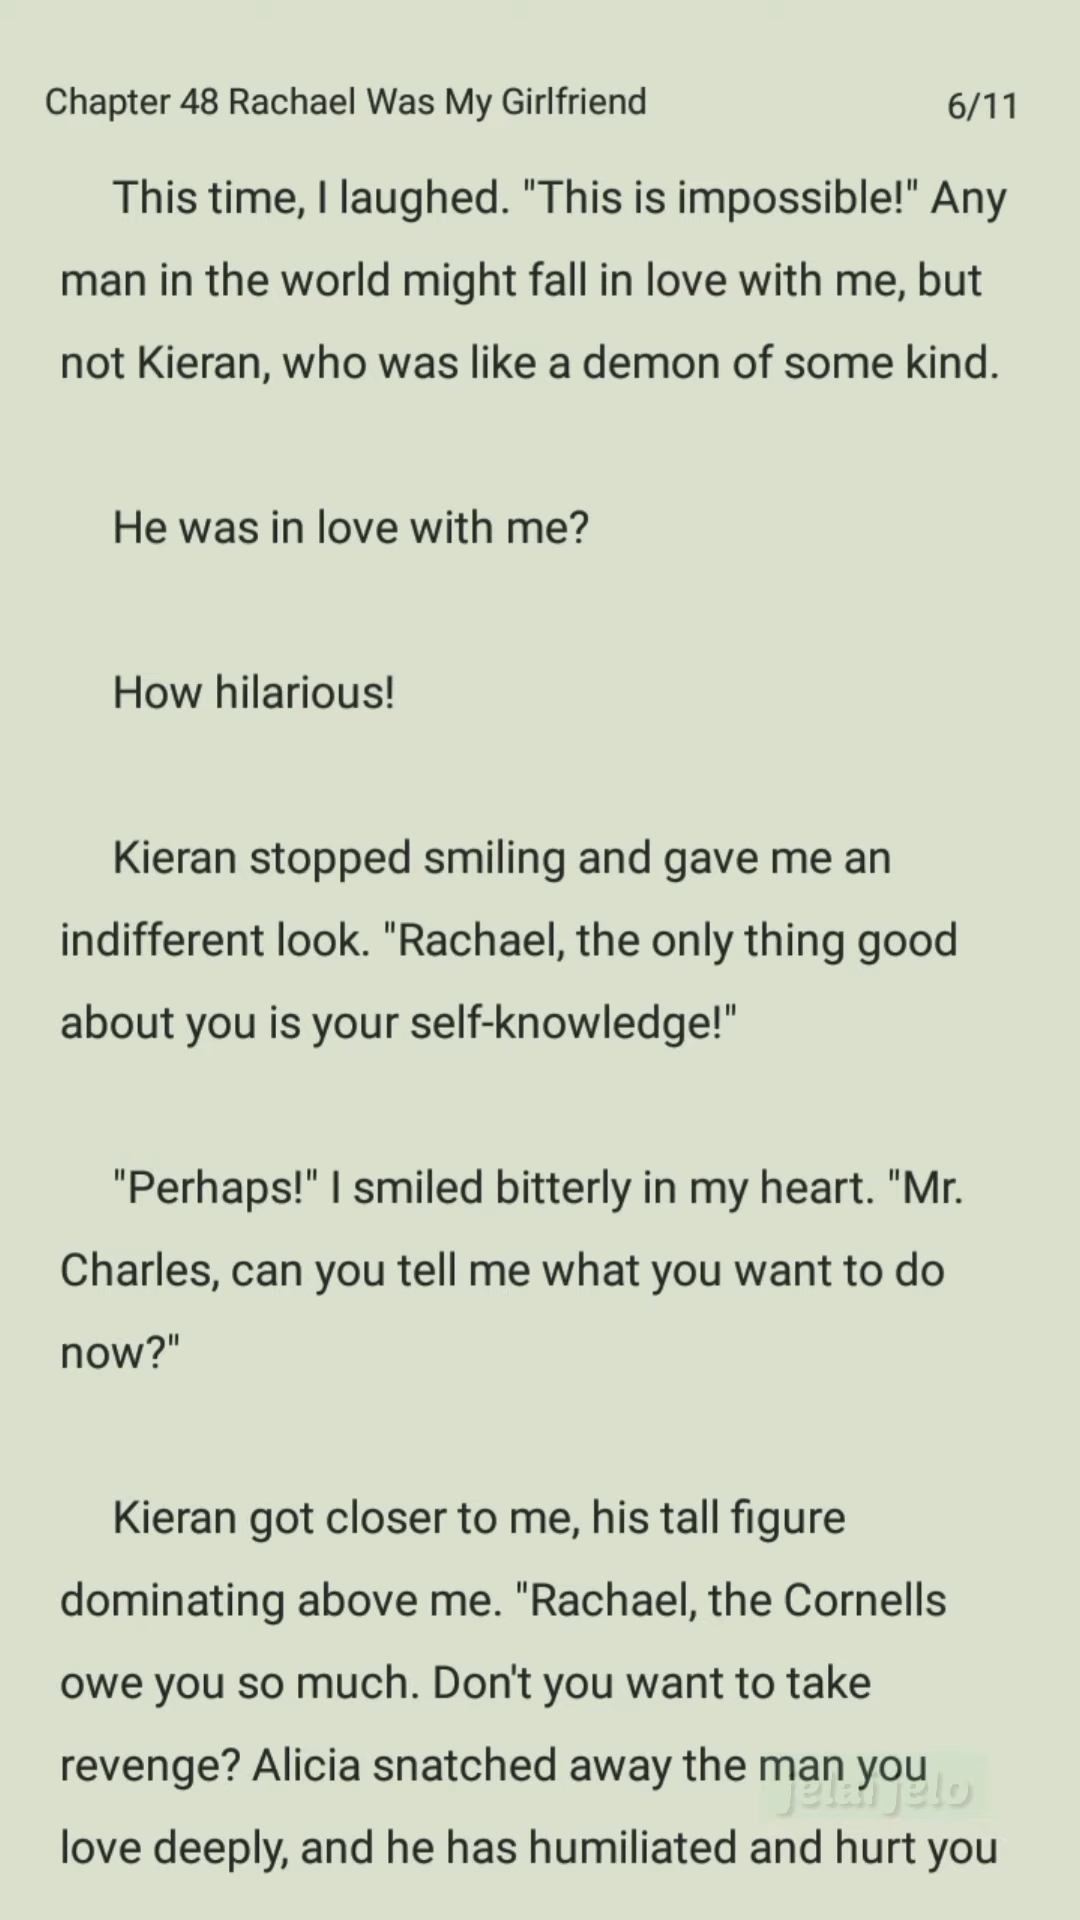 Chapter 48 Rachael Was My Girlfriend
6/11
This time, I laughed. "This is impossible!" Any
man in the world might fall in love with me, but
not Kieran, who was like a demon of some kind.
He was in love with me?
How hilarious!
Kieran stopped smiling and gave me an
indifferent look. "Rachael, the only thing good
about you is your self-knowledge!"
"Perhaps!" I smiled bitterly in my heart. "Mr.
Charles, can you tell me what you want to do
now?"
Kieran got closer to me, his tall figure
dominating above me. "Rachael, the Cornells
owe you so much. Don't you want to take
revenge? Alicia snatched away the man you
jelai jelo
love deeply, and he has humiliated and hurt you